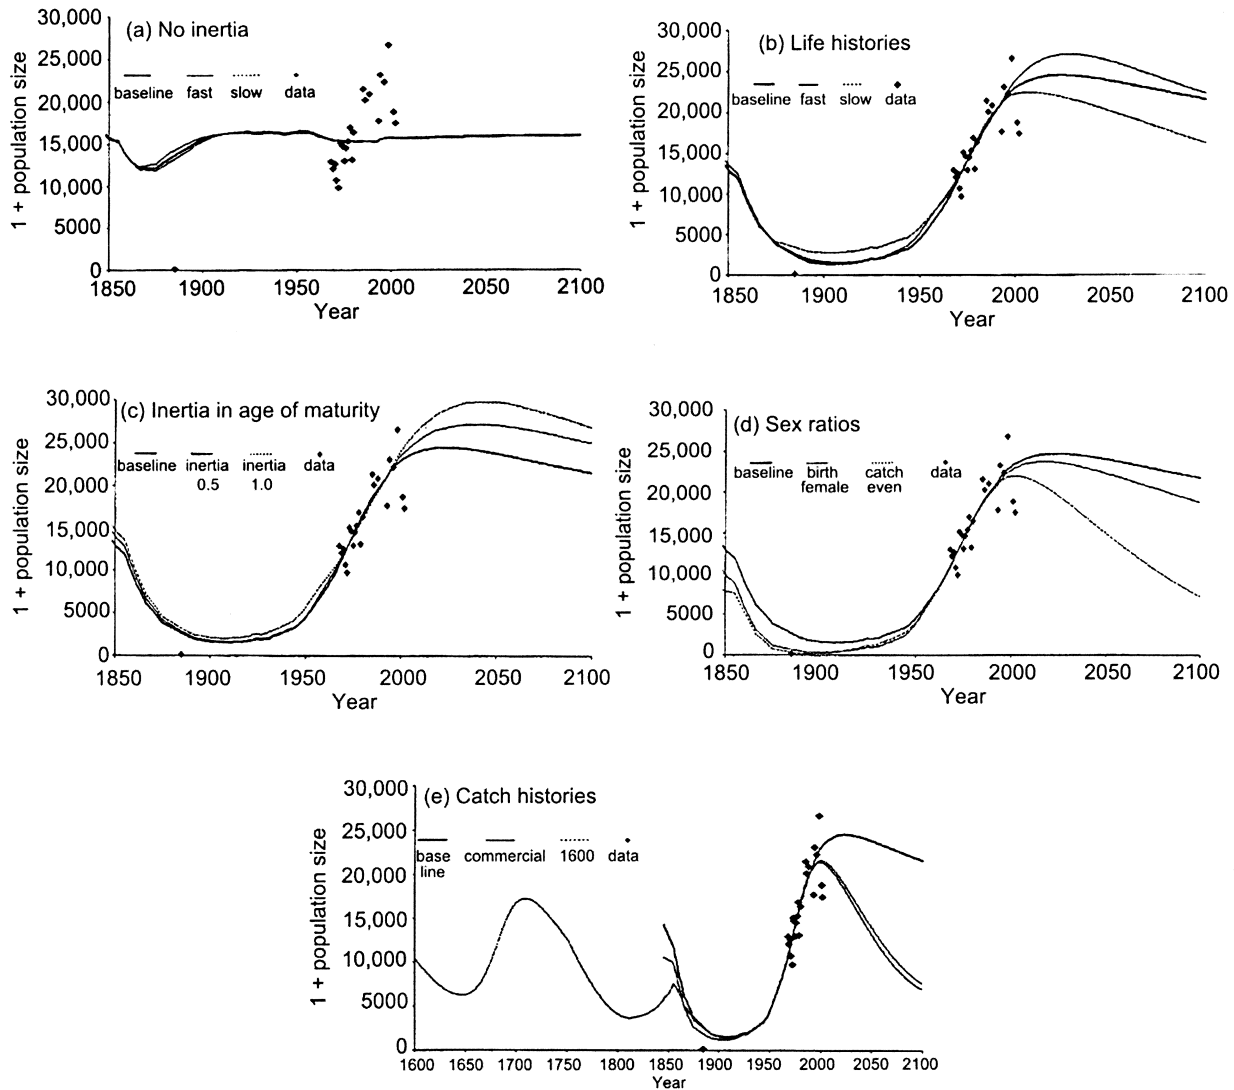 (a) No inertia
30,000
25,000
20,000
15,000
10,000
5000
0
1 + population size
baseline fast slow data
1850 1900 1950 2000 2050 2100
Year
(b) Life histories
30,000
25,000
20,000
15,000
10,000
5000
0
1 + population size
baseline fast slow data
1850 1900 1950 2000 2050 2100
Year
(c) Inertia in age of maturity
30,000
25,000
20,000
15,000
10,000
5000
0
1 + population size
baseline inertia inertia data
0.5 1.0
1850 1900 1950 2000 2050 2100
Year
(d) Sex ratios
30,000
25,000
20,000
15,000
10,000
5000
0
1 + population size
baseline birth catch data
female even
1850 1900 1950 2000 2050 2100
Year
(e) Catch histories
30,000
25,000
20,000
15,000
10,000
5000
0
1 + population size
base commercial 1600 data
line
1600 1650 1700 1750 1800 1850 1900 1950 2000 2050 2100
Year